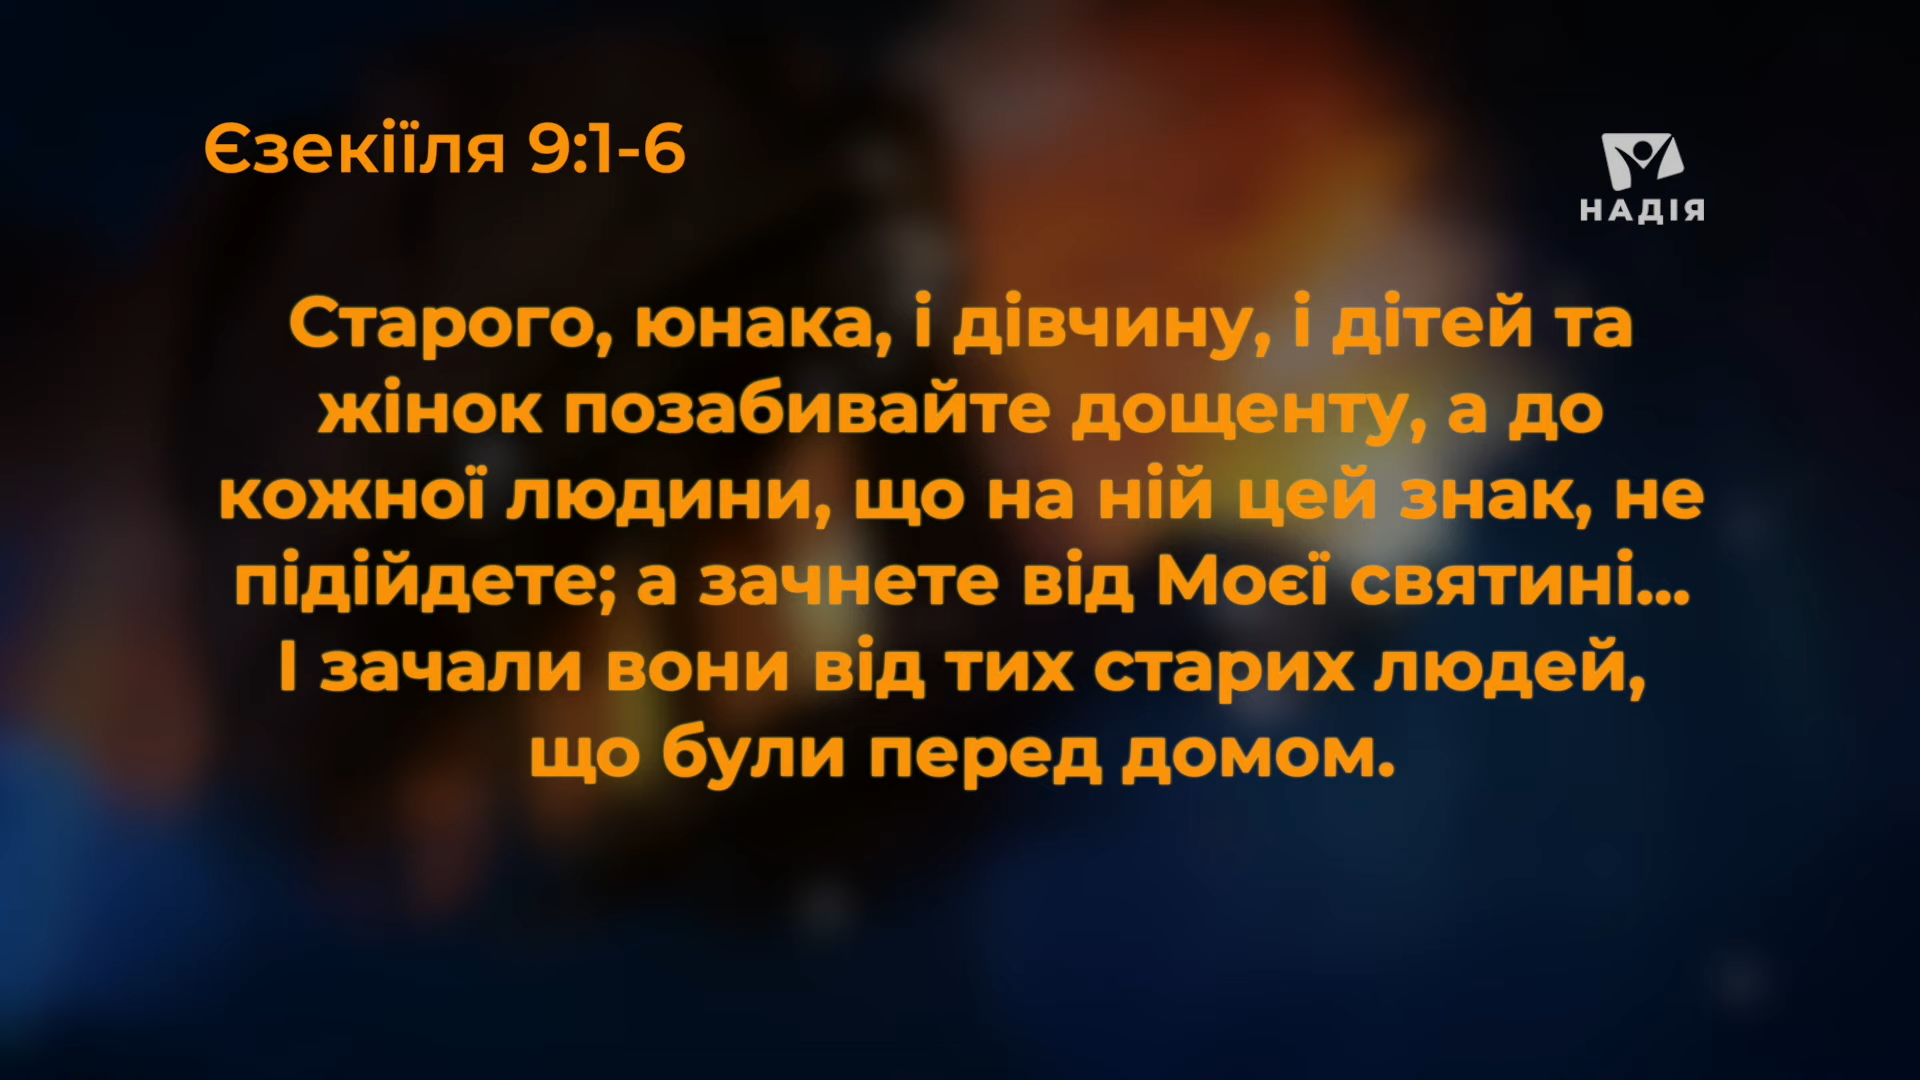 Єзекіїля 9:1-6
НАДІЯ
Старого, юнака, і дівчину, і дітей та
жінок позабивайте дощенту, а до
кожної людини, що на ній цей знак, не
підійдете; а зачнете від Моєї святині...
І зачали вони від тих старих людей,
що були перед домом.